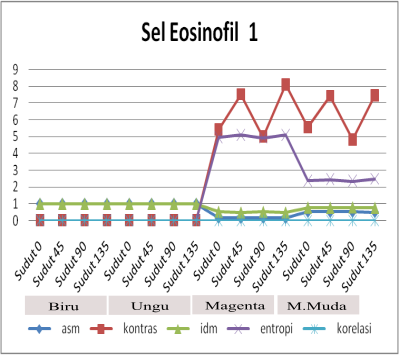 Sel Eosinofil 1
9
8
7
6
5
4
3
2
1
0
Sudut 0 Sudut 45 Sudut 90 Sudut 135 Sudut 0 Sudut 45 Sudut 90 Sudut 135 Sudut 0 Sudut 45 Sudut 90 Sudut 135 Sudut 0 Sudut 45 Sudut 90 Sudut 135
Biru Ungu Magenta M.Muda
asm kontras idm entropi korelasi